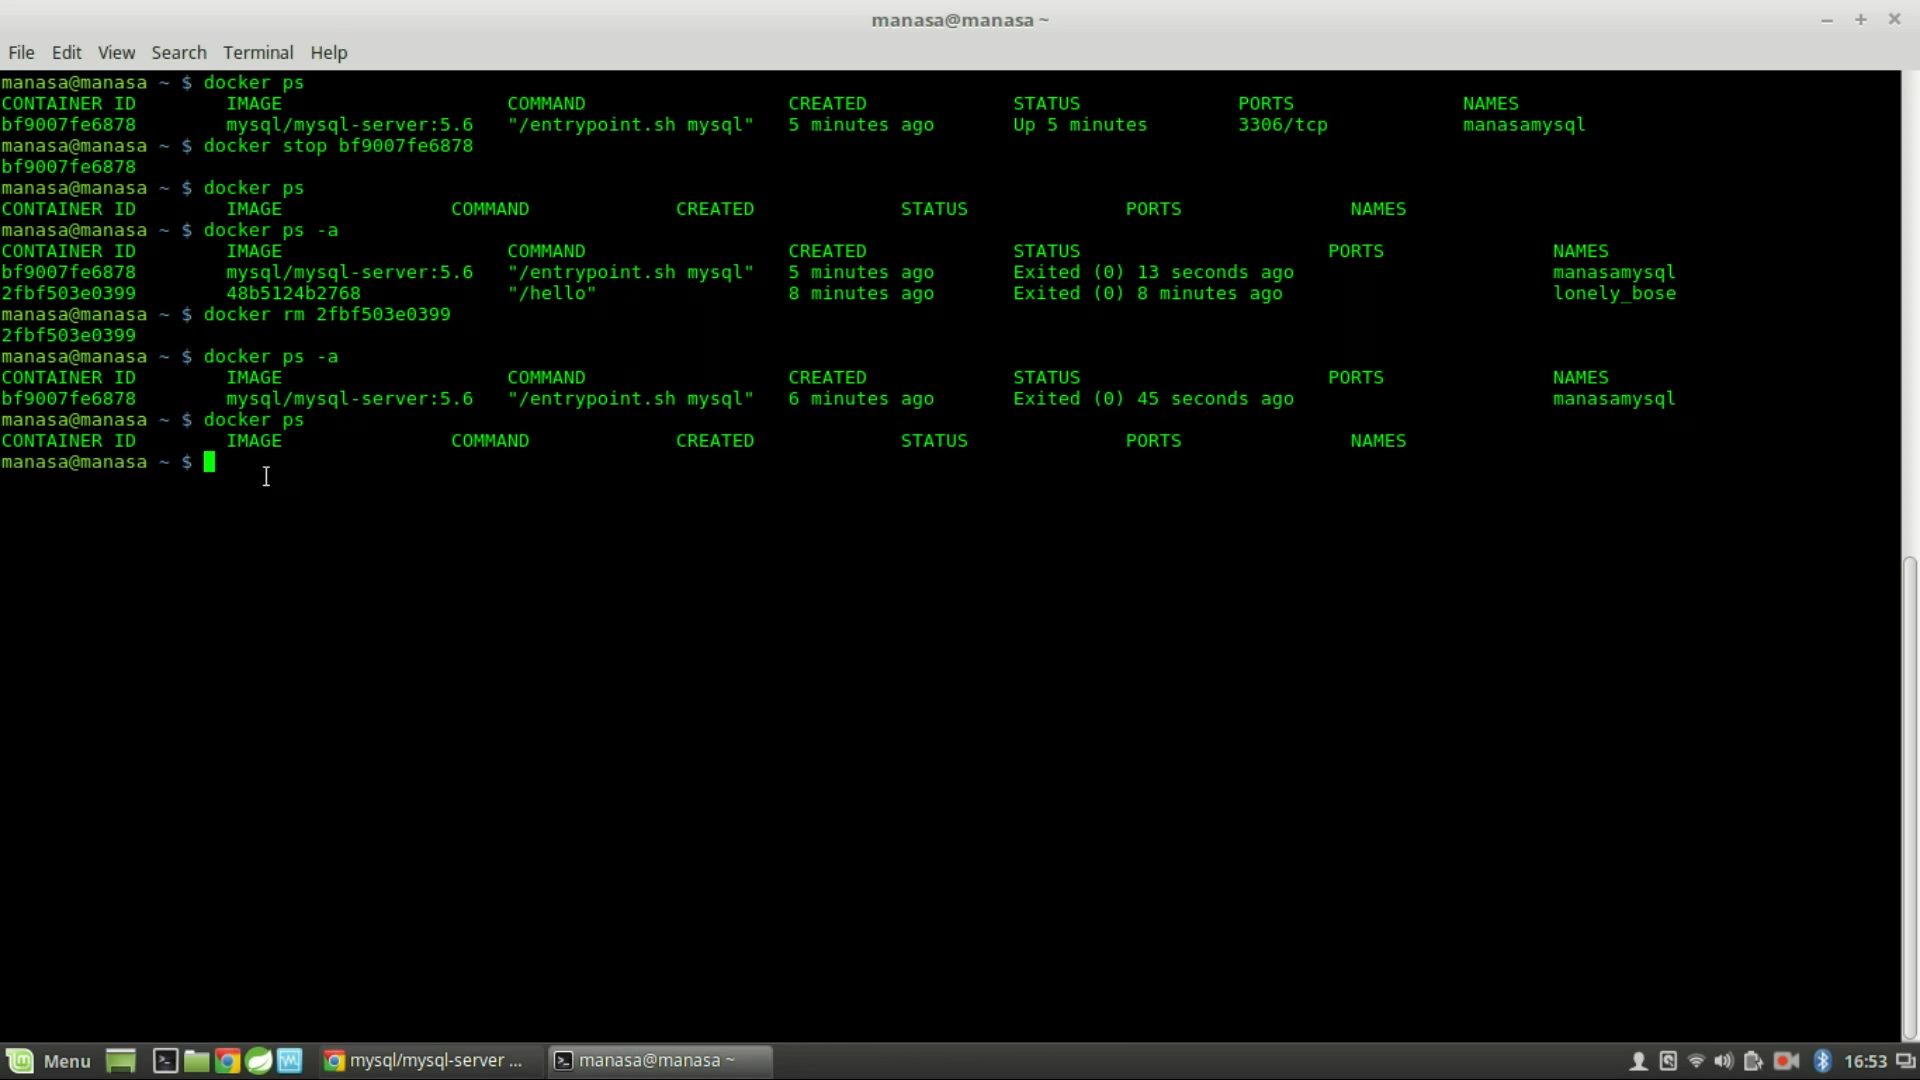 manasa@manasa ~
File Edit View Search Terminal Help
manasa@manasa ~ $ docker ps
CONTAINER ID        IMAGE                    COMMAND                  CREATED             STATUS              PORTS               NAMES
bf9007fe6878        mysql/mysql-server:5.6   "/entrypoint.sh mysql"   5 minutes ago       Up 5 minutes        3306/tcp            manasamysql
manasa@manasa ~ $ docker stop bf9007fe6878
bf9007fe6878
manasa@manasa ~ $ docker ps
CONTAINER ID        IMAGE               COMMAND             CREATED             STATUS              PORTS               NAMES
manasa@manasa ~ $ docker ps -a
CONTAINER ID        IMAGE                    COMMAND                  CREATED             STATUS                      PORTS               NAMES
bf9007fe6878        mysql/mysql-server:5.6   "/entrypoint.sh mysql"   5 minutes ago       Exited (0) 13 seconds ago                       manasamysql
2fbf503e0399        48b5124b2768             "/hello"                 8 minutes ago       Exited (0) 8 minutes ago                        lonely_bose
manasa@manasa ~ $ docker rm 2fbf503e0399
2fbf503e0399
manasa@manasa ~ $ docker ps -a
CONTAINER ID        IMAGE                    COMMAND                  CREATED             STATUS                      PORTS               NAMES
bf9007fe6878        mysql/mysql-server:5.6   "/entrypoint.sh mysql"   6 minutes ago       Exited (0) 45 seconds ago                       manasamysql
manasa@manasa ~ $ docker ps
CONTAINER ID        IMAGE               COMMAND             CREATED             STATUS              PORTS               NAMES
manasa@manasa ~ $
Menu mysql/mysql-server ... manasa@manasa ~ 16:53